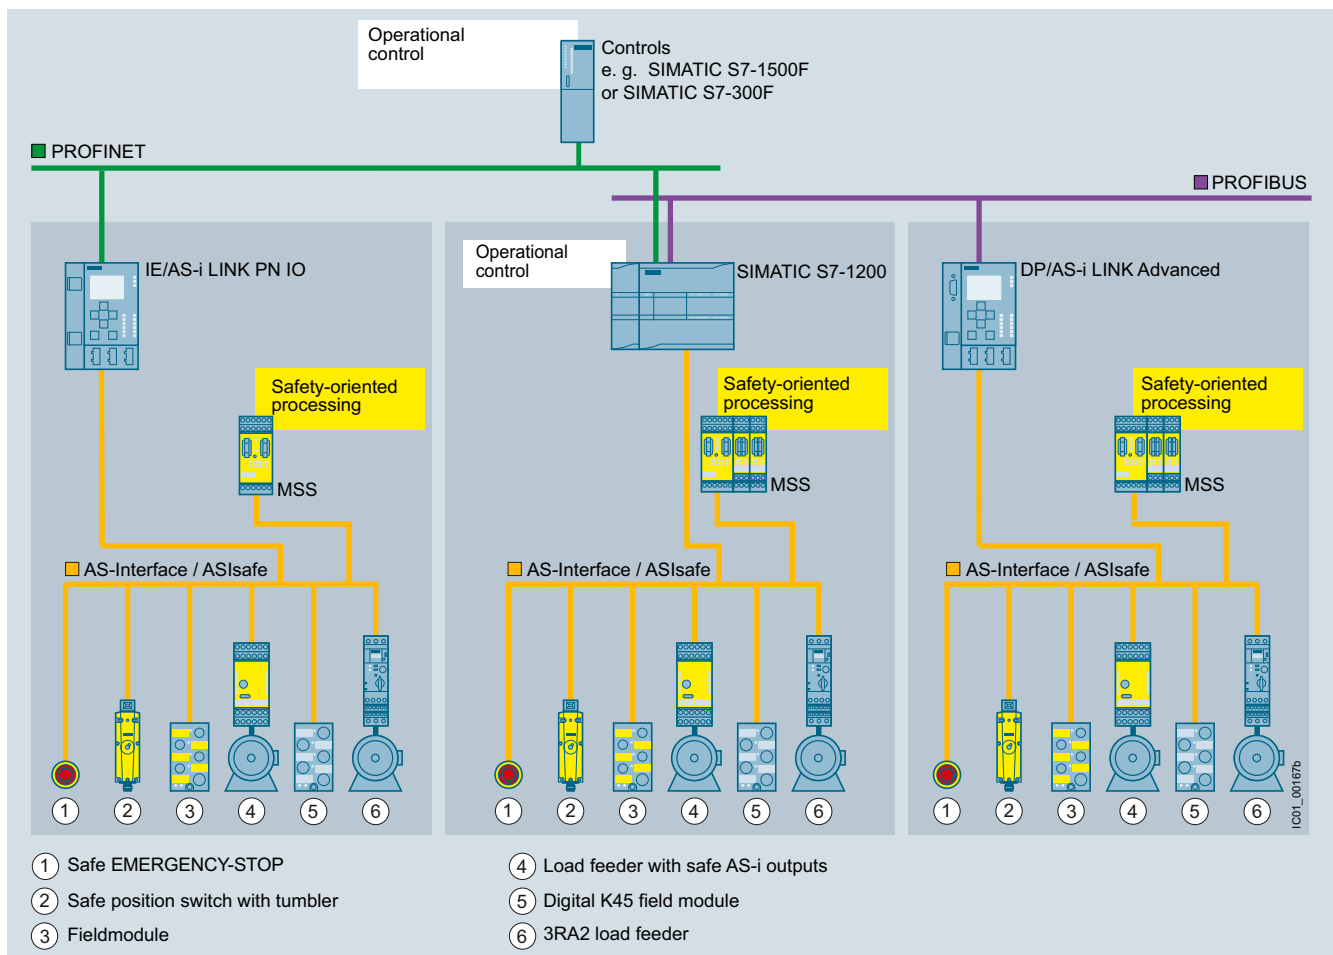 Operational
control
Controls
e. g. SIMATIC S7-1500F
or SIMATIC S7-300F
PROFINET
PROFIBUS
IE/AS-i LINK PN IO
Operational
control
SIMATIC S7-1200
DP/AS-i LINK Advanced
Safety-oriented
processing
Safety-oriented
processing
Safety-oriented
processing
MSS
MSS
MSS
AS-Interface / ASIsafe
AS-Interface / ASIsafe
AS-Interface / ASIsafe
1 2 3 4 5 6
1 2 3 4 5 6
1 2 3 4 5 6
IC01_00167b
1 Safe EMERGENCY-STOP
2 Safe position switch with tumbler
3 Fieldmodule
4 Load feeder with safe AS-i outputs
5 Digital K45 field module
6 3RA2 load feeder